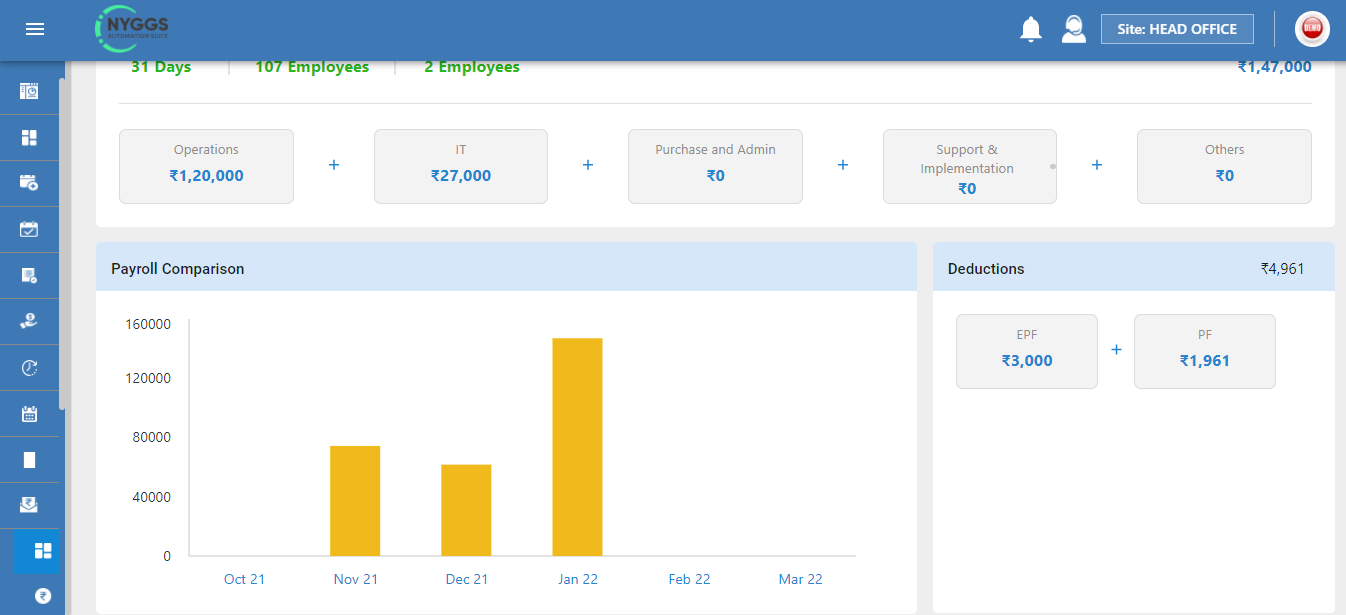 NYGGS
AUTOMATION SUITE
Site: HEAD OFFICE
DEMO
31 Days
107 Employees
2 Employees
₹1,47,000
Operations
₹1,20,000
+
IT
₹27,000
+
Purchase and Admin
₹0
+
Support &
Implementation
₹0
+
Others
₹0
Payroll Comparison
160000
120000
80000
40000
0
Oct 21
Nov 21
Dec 21
Jan 22
Feb 22
Mar 22
Deductions
₹4,961
EPF
₹3,000
+
PF
₹1,961